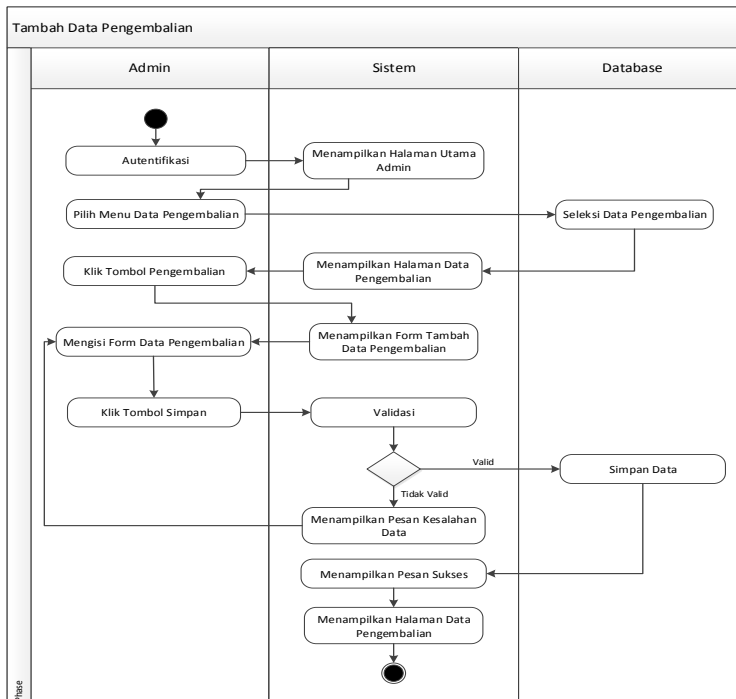 Tambah Data Pengembalian
Admin
Sistem
Database
Autentifikasi
Menampilkan Halaman Utama
Admin
Pilih Menu Data Pengembalian
Seleksi Data Pengembalian
Klik Tombol Pengembalian
Menampilkan Halaman Data
Pengembalian
Mengisi Form Data Pengembalian
Menampilkan Form Tambah
Data Pengembalian
Klik Tombol Simpan
Validasi
Valid
Simpan Data
Tidak Valid
Menampilkan Pesan Kesalahan
Data
Menampilkan Pesan Sukses
Menampilkan Halaman Data
Pengembalian
Phase